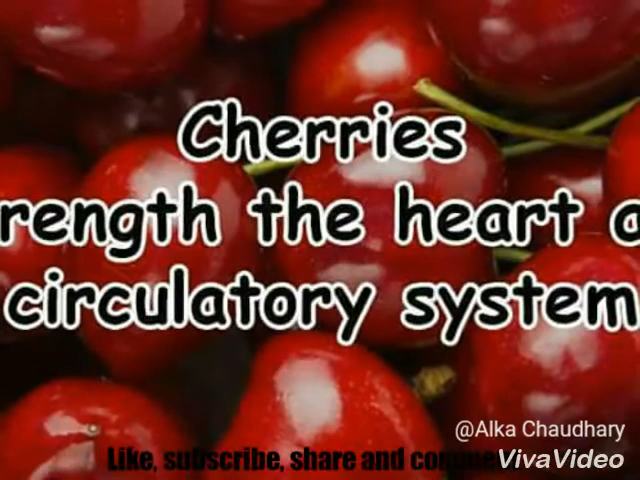 Cherries
rength the heart a
circulatory system
@Alka Chaudhary
Like, subscribe, share and
VivaVideo